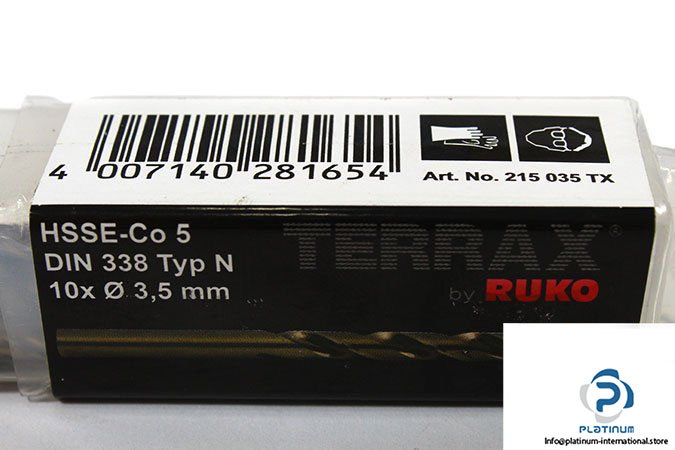 4 007140 281654
Art. No. 215 035 TX
HSSE-Co 5
DIN 338 Typ N
10x Ø 3,5 mm
TERRAX
by RUKO
PLATINUM
Info@platinum-international.store